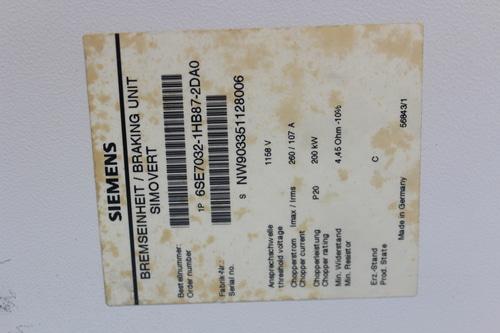 SIEMENS
BREMSEINHEIT / BRAKING UNIT
SIMOVERT
Bestellnummer:
Order number 1P 6SE7032-1HB87-2DA0
Fabrik-Nr.:
Serial no. S NW903351128006
Ansprechschwelle
threshold voltage 1158 V
Chopperstrom Imax / Irms 260 / 107 A
Chopper current
Chopperleistung P20 200 kW
Chopper rating
Min. Widerstand 4,45 Ohm -10%
Min. Resistor
Erz.-Stand C
Prod. State
Made in Germany 56843/1